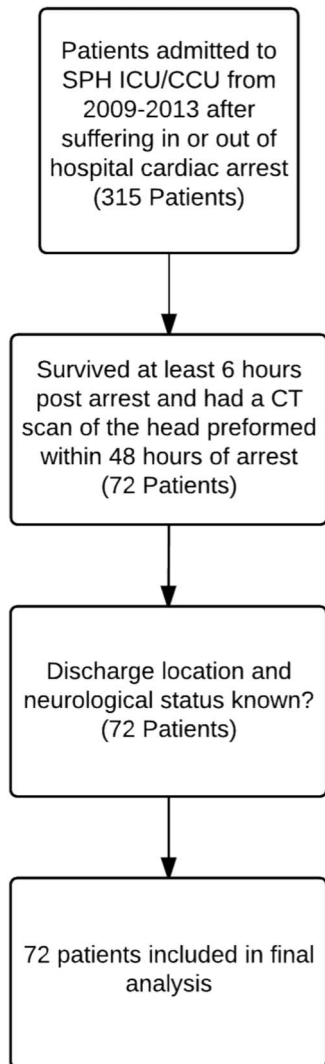 Patients admitted to
SPH ICU/CCU from
2009-2013 after
suffering in or out of
hospital cardiac arrest
(315 Patients)
Survived at least 6 hours
post arrest and had a CT
scan of the head preformed
within 48 hours of arrest
(72 Patients)
Discharge location and
neurological status known?
(72 Patients)
72 patients included in final
analysis